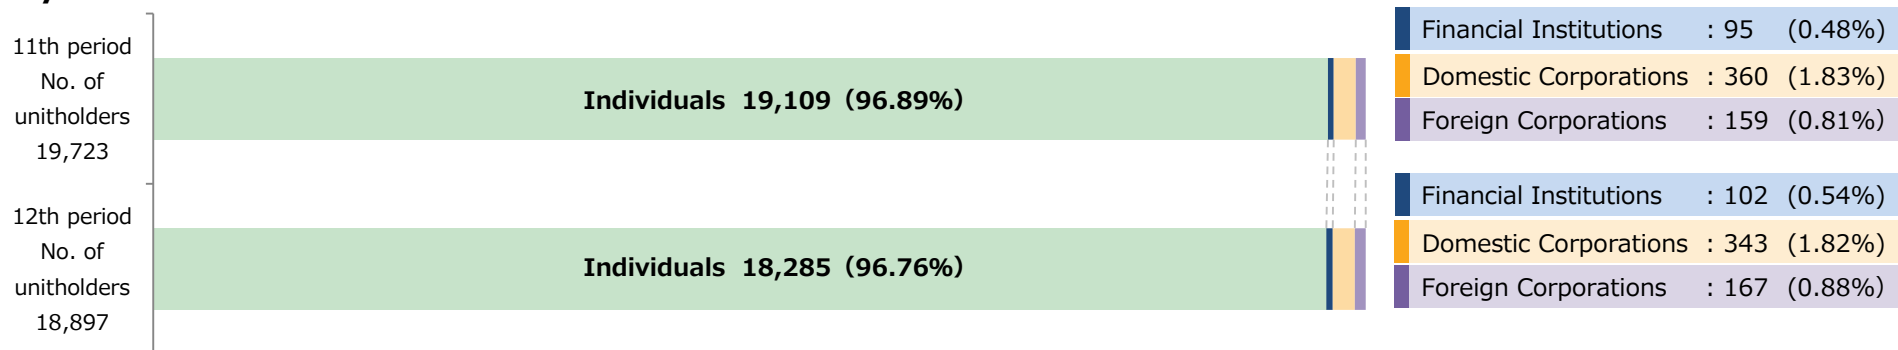 11th period
No. of
unitholders
19,723
Individuals 19,109（96.89%）
Financial Institutions : 95 (0.48%)
Domestic Corporations : 360 (1.83%)
Foreign Corporations : 159 (0.81%）
12th period
No. of
unitholders
18,897
Individuals 18,285（96.76%）
Financial Institutions : 102 (0.54%)
Domestic Corporations : 343 (1.82%)
Foreign Corporations : 167 (0.88%）